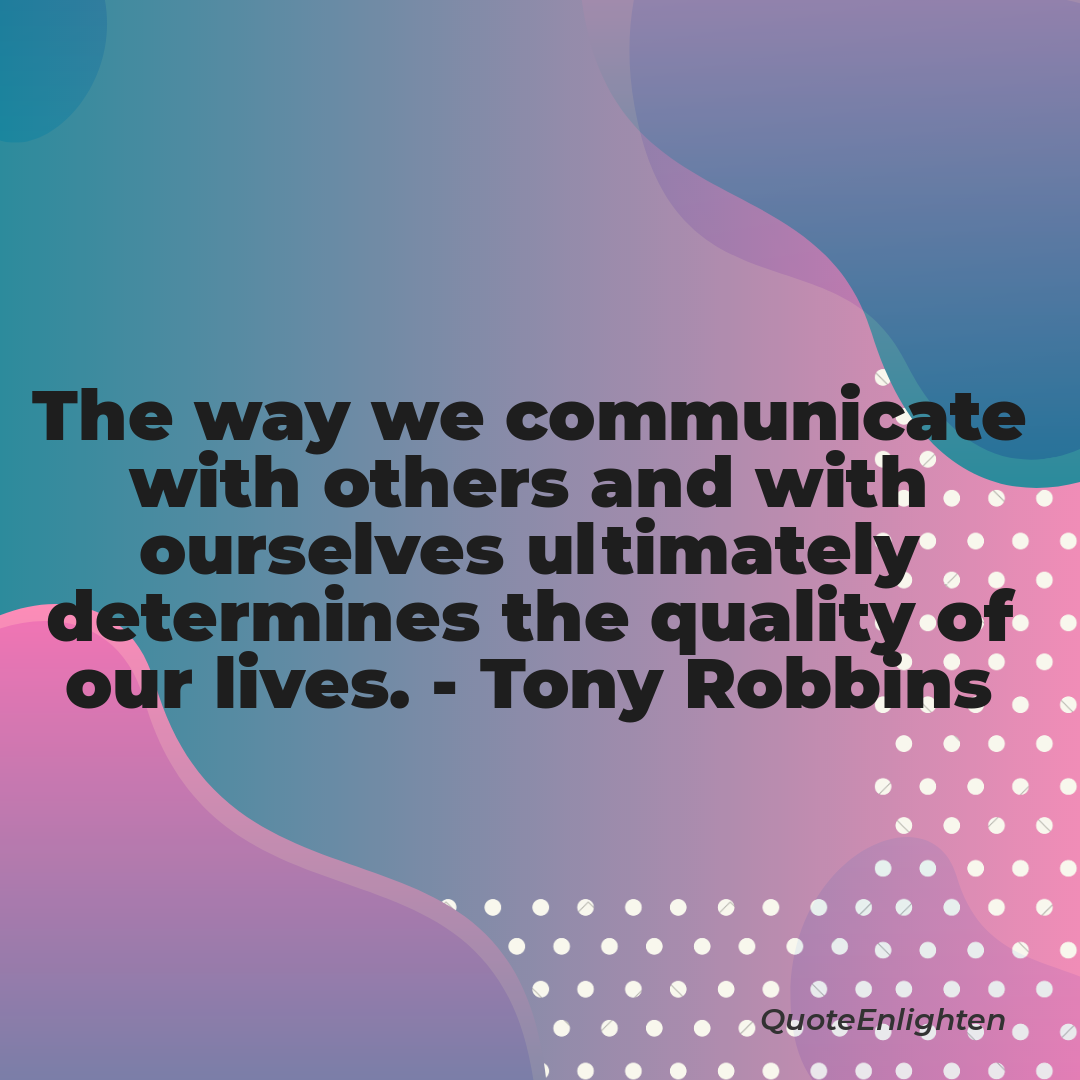 The way we communicate
with others and with
ourselves ultimately
determines the quality of
our lives. - Tony Robbins
QuoteEnlighten